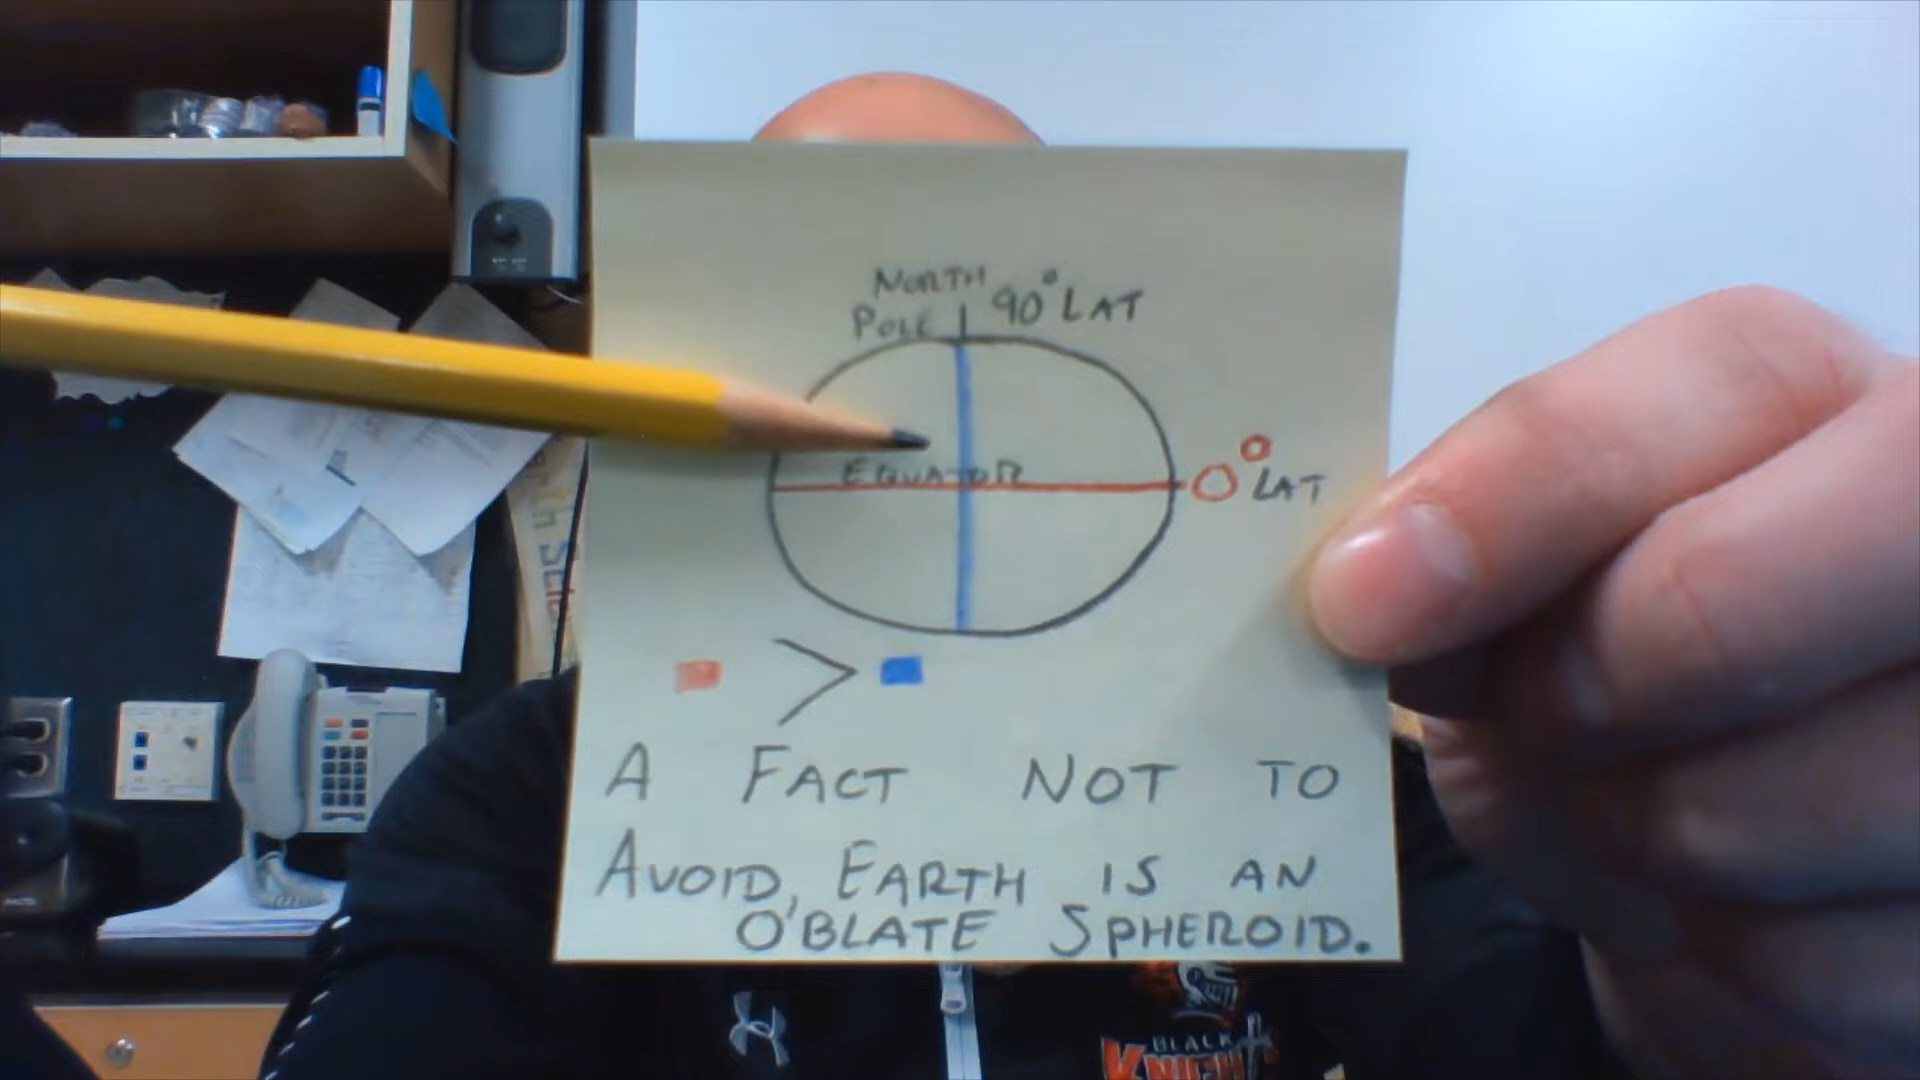 NORTH
POLE 90° LAT
EQUATOR
0° LAT
>
A FACT NOT TO
AVOID, EARTH IS AN
O'BLATE SPHEROID.
BLACK
KNIGHT